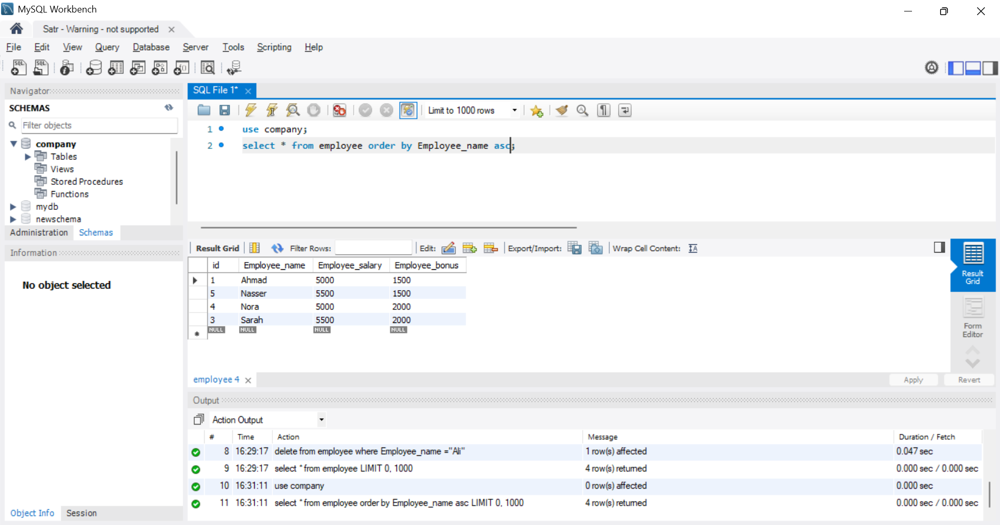 MySQL Workbench
Satr - Warning - not supported
File Edit View Query Database Server Tools Scripting Help
Navigator
SCHEMAS
Filter objects
company
Tables
Views
Stored Procedures
Functions
mydb
newschema
Administration Schemas
Information
No object selected
Object Info Session
SQL File 1*
Limit to 1000 rows
1 use company;
2 select * from employee order by Employee_name asc;
Result Grid Filter Rows: Edit: Export/Import: Wrap Cell Content:
id Employee_name Employee_salary Employee_bonus
1 Ahmad 5000 1500
5 Nasser 5500 1500
4 Nora 5000 2000
3 Sarah 5500 2000
NULL NULL NULL NULL
Result
Grid
Form
Editor
employee 4
Apply Revert
Output
Action Output
# Time Action Message Duration / Fetch
8 16:29:17 delete from employee where Employee_name ="Ali" 1 row(s) affected 0.047 sec
9 16:29:17 select * from employee LIMIT 0, 1000 4 row(s) returned 0.000 sec / 0.000 sec
10 16:31:11 use company 0 row(s) affected 0.000 sec
11 16:31:11 select * from employee order by Employee_name asc LIMIT 0, 1000 4 row(s) returned 0.000 sec / 0.000 sec